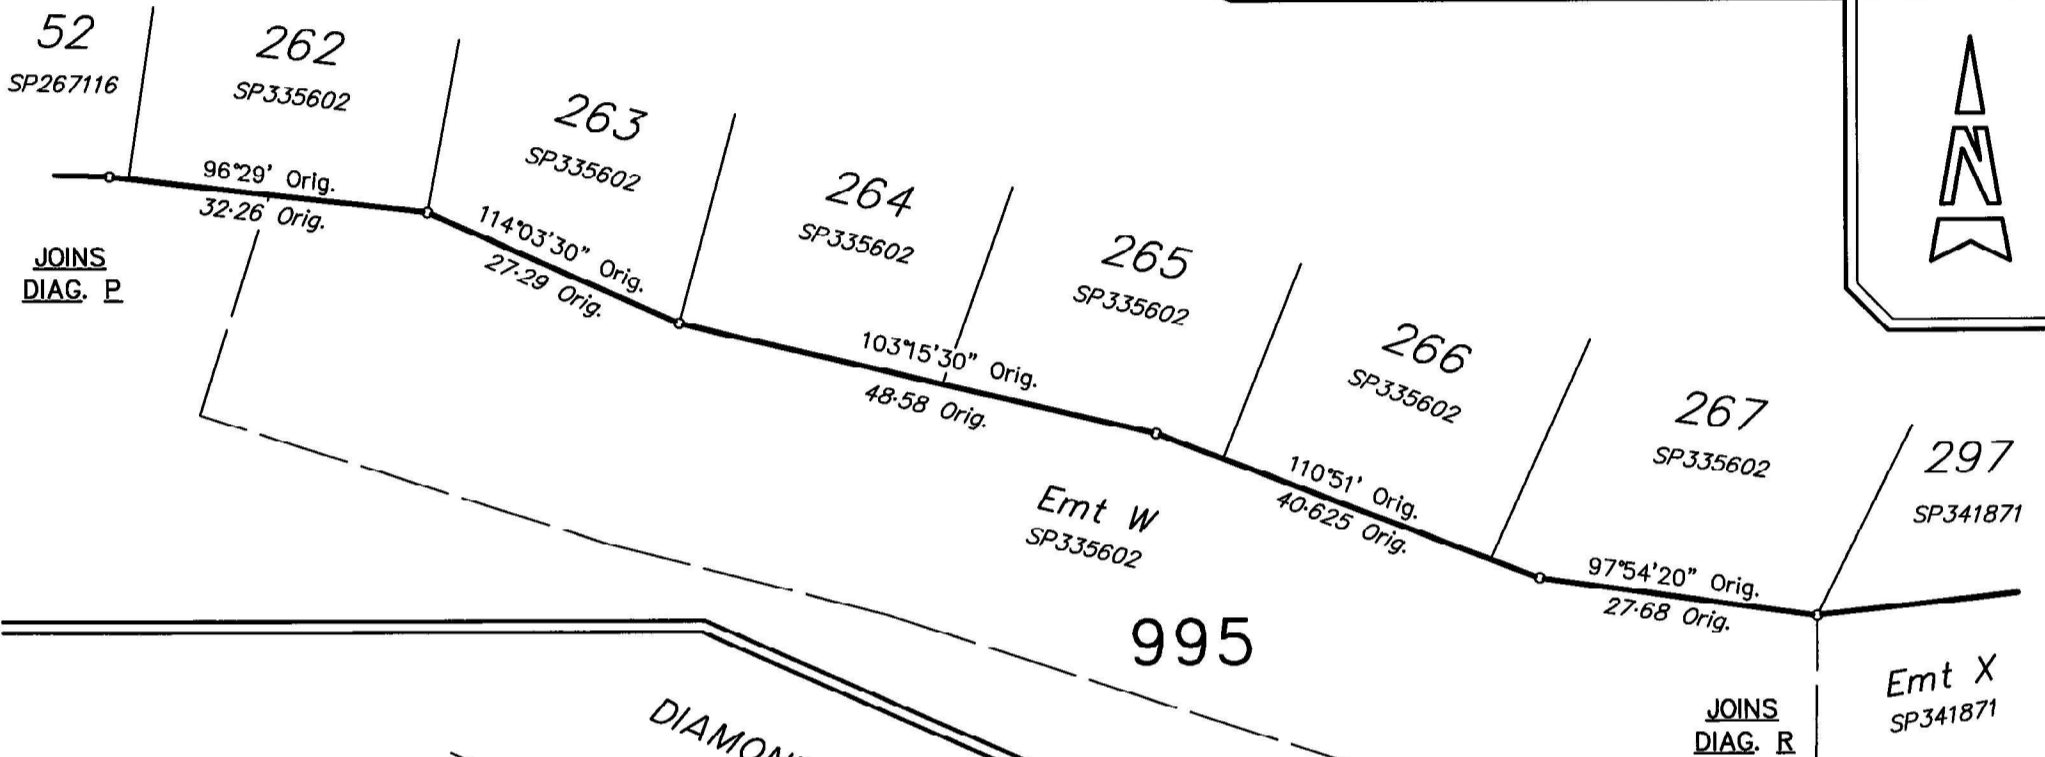 52
SP267116
262
SP335602
263
SP335602
264
SP335602
265
SP335602
266
SP335602
267
SP335602
297
SP341871
N
96°29' Orig.
32·26 Orig.
114°03'30" Orig.
27·29 Orig.
103°15'30" Orig.
48·58 Orig.
110°51' Orig.
40·625 Orig.
97°54'20" Orig.
27·68 Orig.
JOINS
DIAG. P
Emt W
SP335602
995
JOINS
DIAG. R
Emt X
SP341871